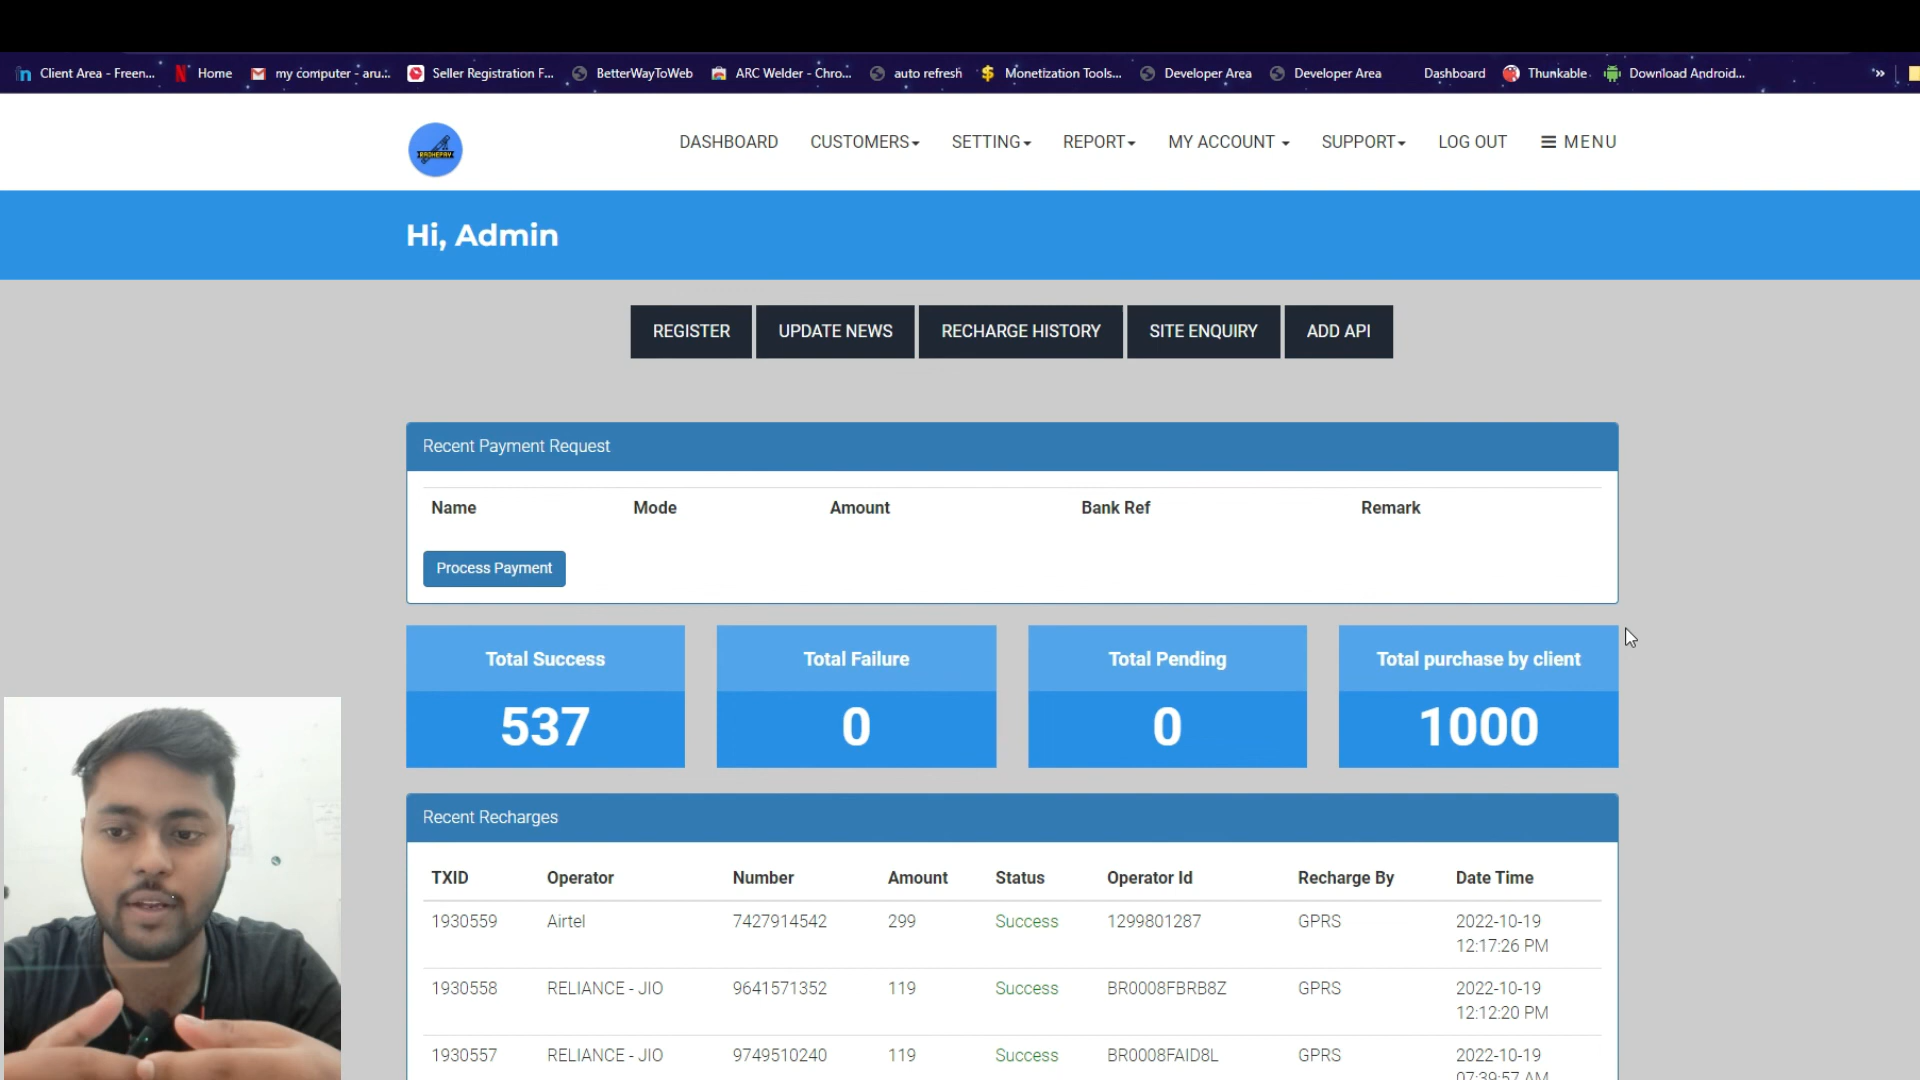 Client Area - Freen... Home my computer - aru... Seller Registration F... BetterWayToWeb ARC Welder - Chro... auto refresh Monetization Tools... Developer Area Developer Area Dashboard Thunkable Download Android... »
RADHEPAY DASHBOARD CUSTOMERS SETTING REPORT MY ACCOUNT SUPPORT LOG OUT MENU
Hi, Admin
REGISTER UPDATE NEWS RECHARGE HISTORY SITE ENQUIRY ADD API
Recent Payment Request
Name Mode Amount Bank Ref Remark
Process Payment
Total Success Total Failure Total Pending Total purchase by client
537 0 0 1000
Recent Recharges
TXID Operator Number Amount Status Operator Id Recharge By Date Time
1930559 Airtel 7427914542 299 Success 1299801287 GPRS 2022-10-19
12:17:26 PM
1930558 RELIANCE - JIO 9641571352 119 Success BR0008FBRB8Z GPRS 2022-10-19
12:12:20 PM
1930557 RELIANCE - JIO 9749510240 119 Success BR0008FAID8L GPRS 2022-10-19
07:39:57 AM